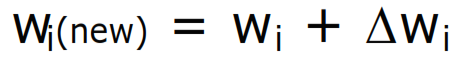 wᵢ(new) = wᵢ + Δwᵢ